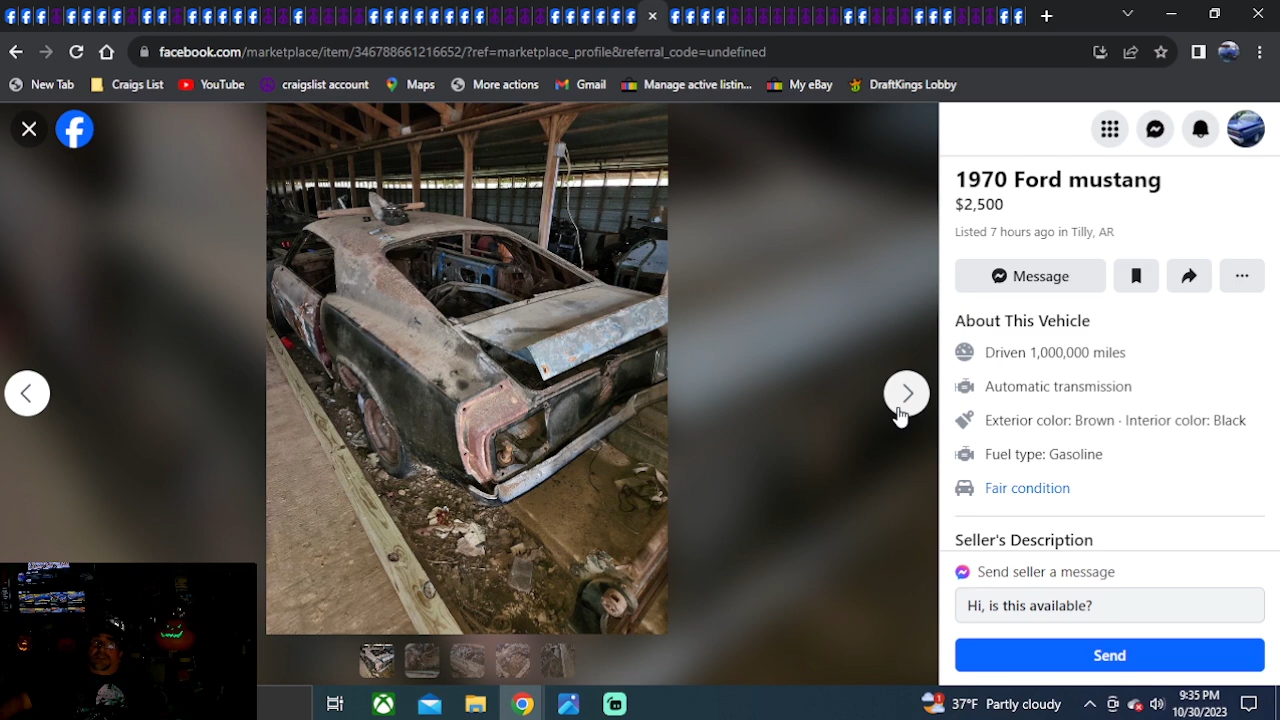 facebook.com/marketplace/item/346788661216652/?ref=marketplace_profile&referral_code=undefined
New Tab Craigs List YouTube craigslist account Maps More actions Gmail Manage active listin... My eBay DraftKings Lobby
1970 Ford mustang
$2,500
Listed 7 hours ago in Tilly, AR
Message
About This Vehicle
Driven 1,000,000 miles
Automatic transmission
Exterior color: Brown · Interior color: Black
Fuel type: Gasoline
Fair condition
Seller's Description
Send seller a message
Hi, is this available?
Send
37°F Partly cloudy
9:35 PM
10/30/2023